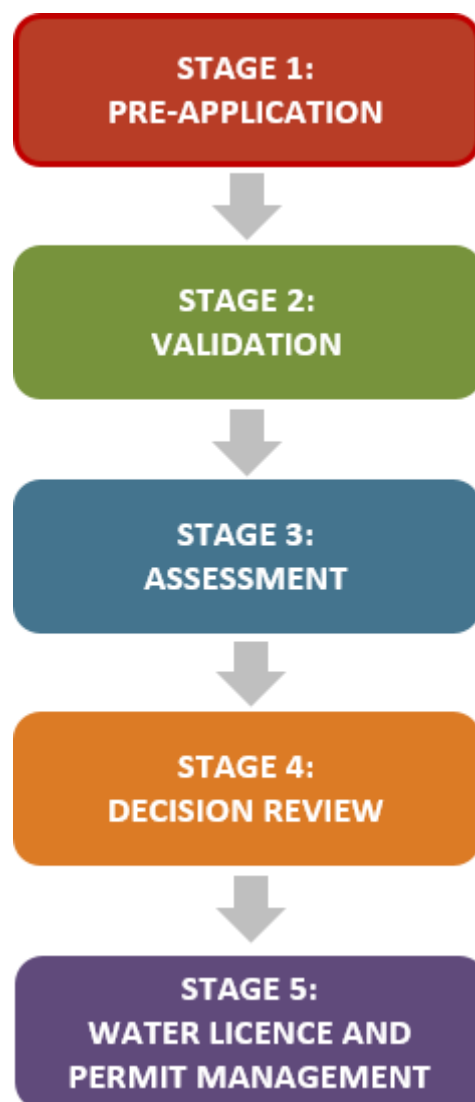 STAGE 1:
PRE-APPLICATION
STAGE 2:
VALIDATION
STAGE 3:
ASSESSMENT
STAGE 4:
DECISION REVIEW
STAGE 5:
WATER LICENCE AND
PERMIT MANAGEMENT